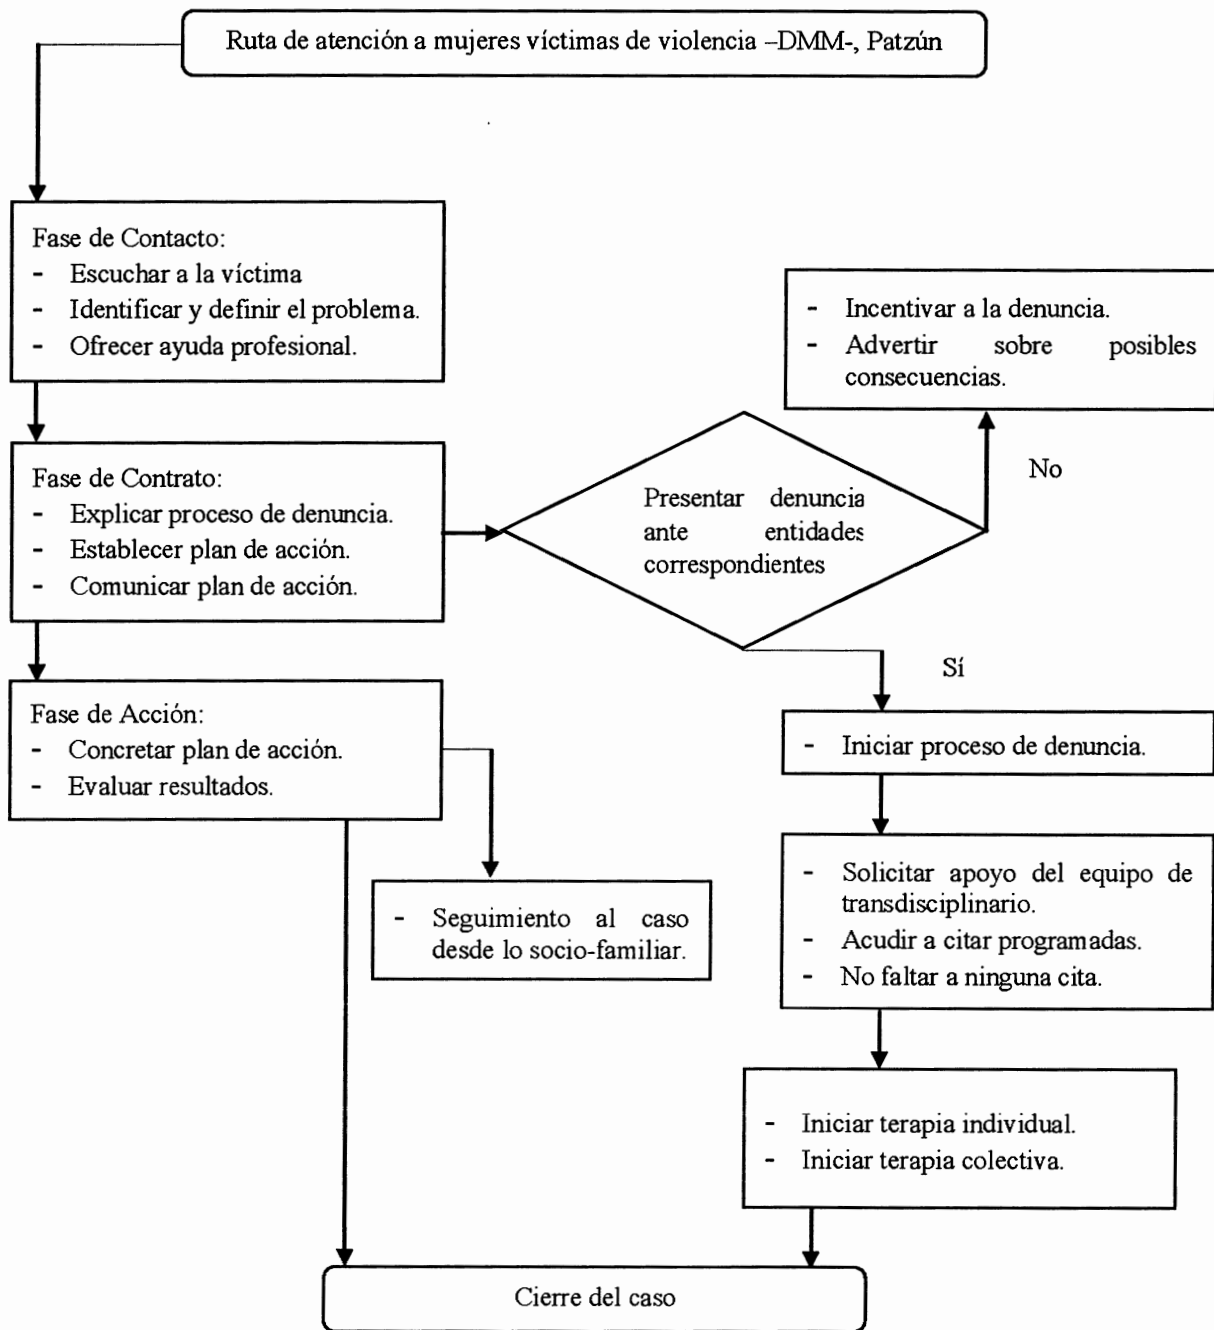 Ruta de atención a mujeres víctimas de violencia –DMM-, Patzún
Fase de Contacto:
- Escuchar a la víctima
- Identificar y definir el problema.
- Ofrecer ayuda profesional.
- Incentivar a la denuncia.
- Advertir sobre posibles
consecuencias.
No
Fase de Contrato:
- Explicar proceso de denuncia.
- Establecer plan de acción.
- Comunicar plan de acción.
Presentar denuncia
ante entidades
correspondientes
Sí
Fase de Acción:
- Concretar plan de acción.
- Evaluar resultados.
- Iniciar proceso de denuncia.
- Seguimiento al caso
desde lo socio-familiar.
- Solicitar apoyo del equipo de
transdisciplinario.
- Acudir a citar programadas.
- No faltar a ninguna cita.
- Iniciar terapia individual.
- Iniciar terapia colectiva.
Cierre del caso